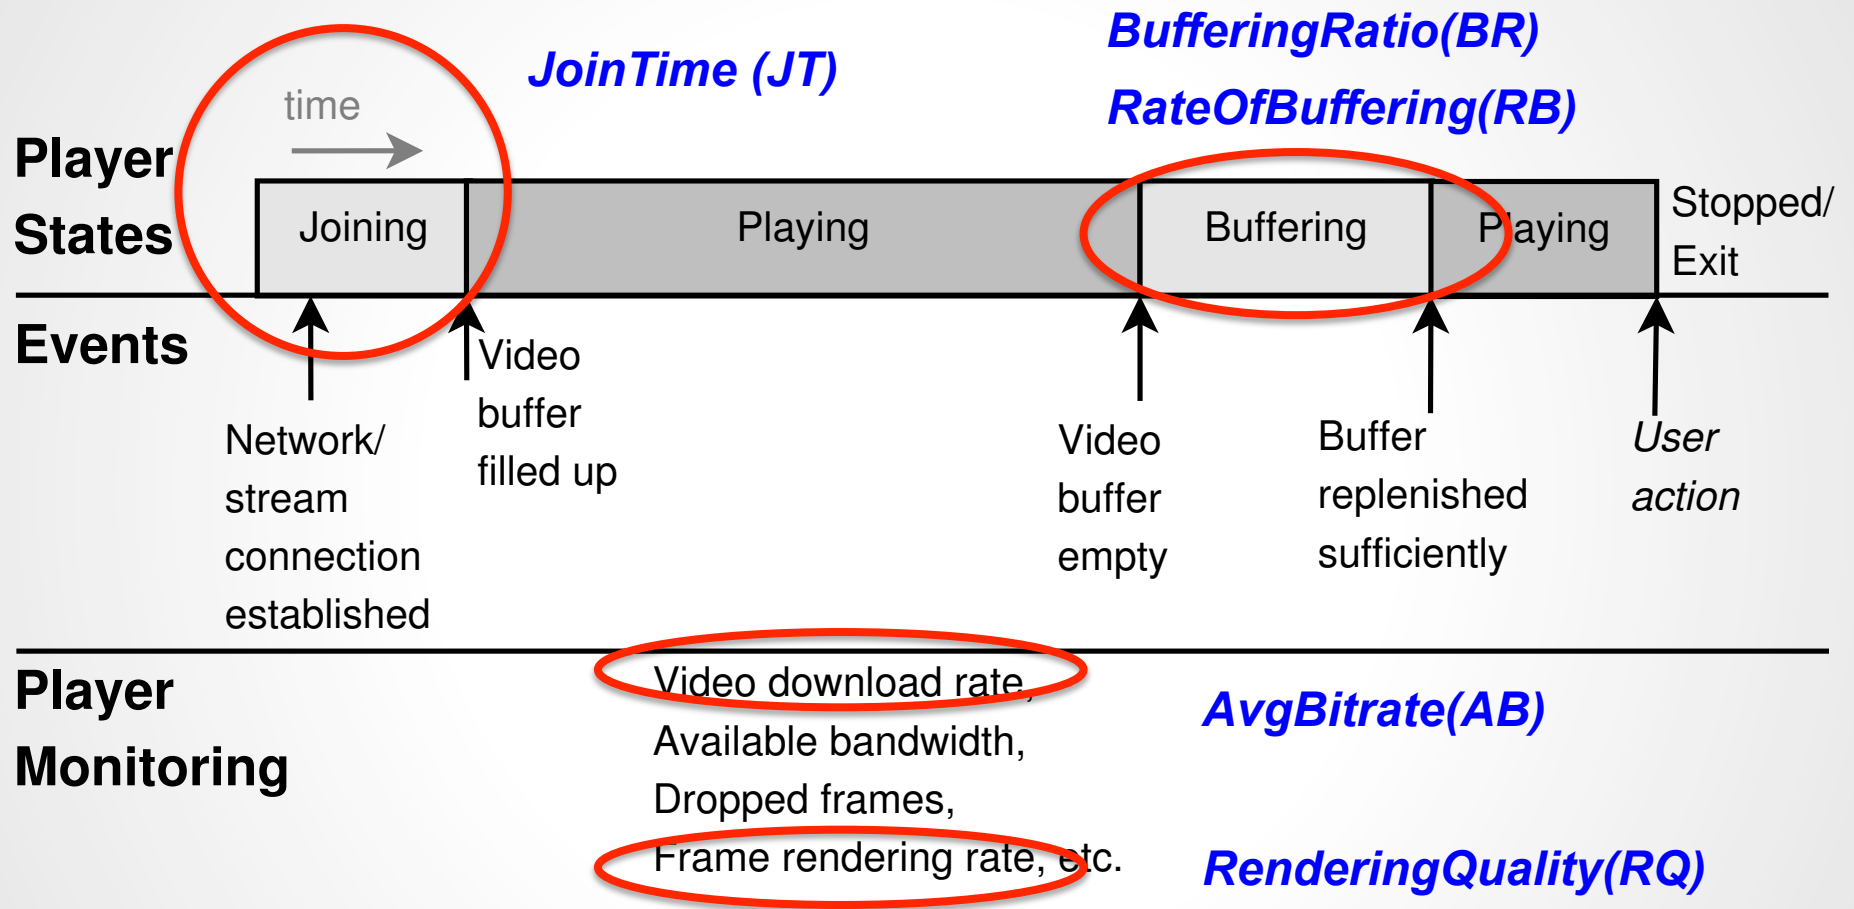 BufferingRatio(BR)
JoinTime (JT)
RateOfBuffering(RB)
time
Player
States
Joining
Playing
Buffering
Playing
Stopped/
Exit
Events
Network/
stream
connection
established
Video
buffer
filled up
Video
buffer
empty
Buffer
replenished
sufficiently
User
action
Player
Monitoring
Video download rate,
Available bandwidth,
Dropped frames,
Frame rendering rate, etc.
AvgBitrate(AB)
RenderingQuality(RQ)